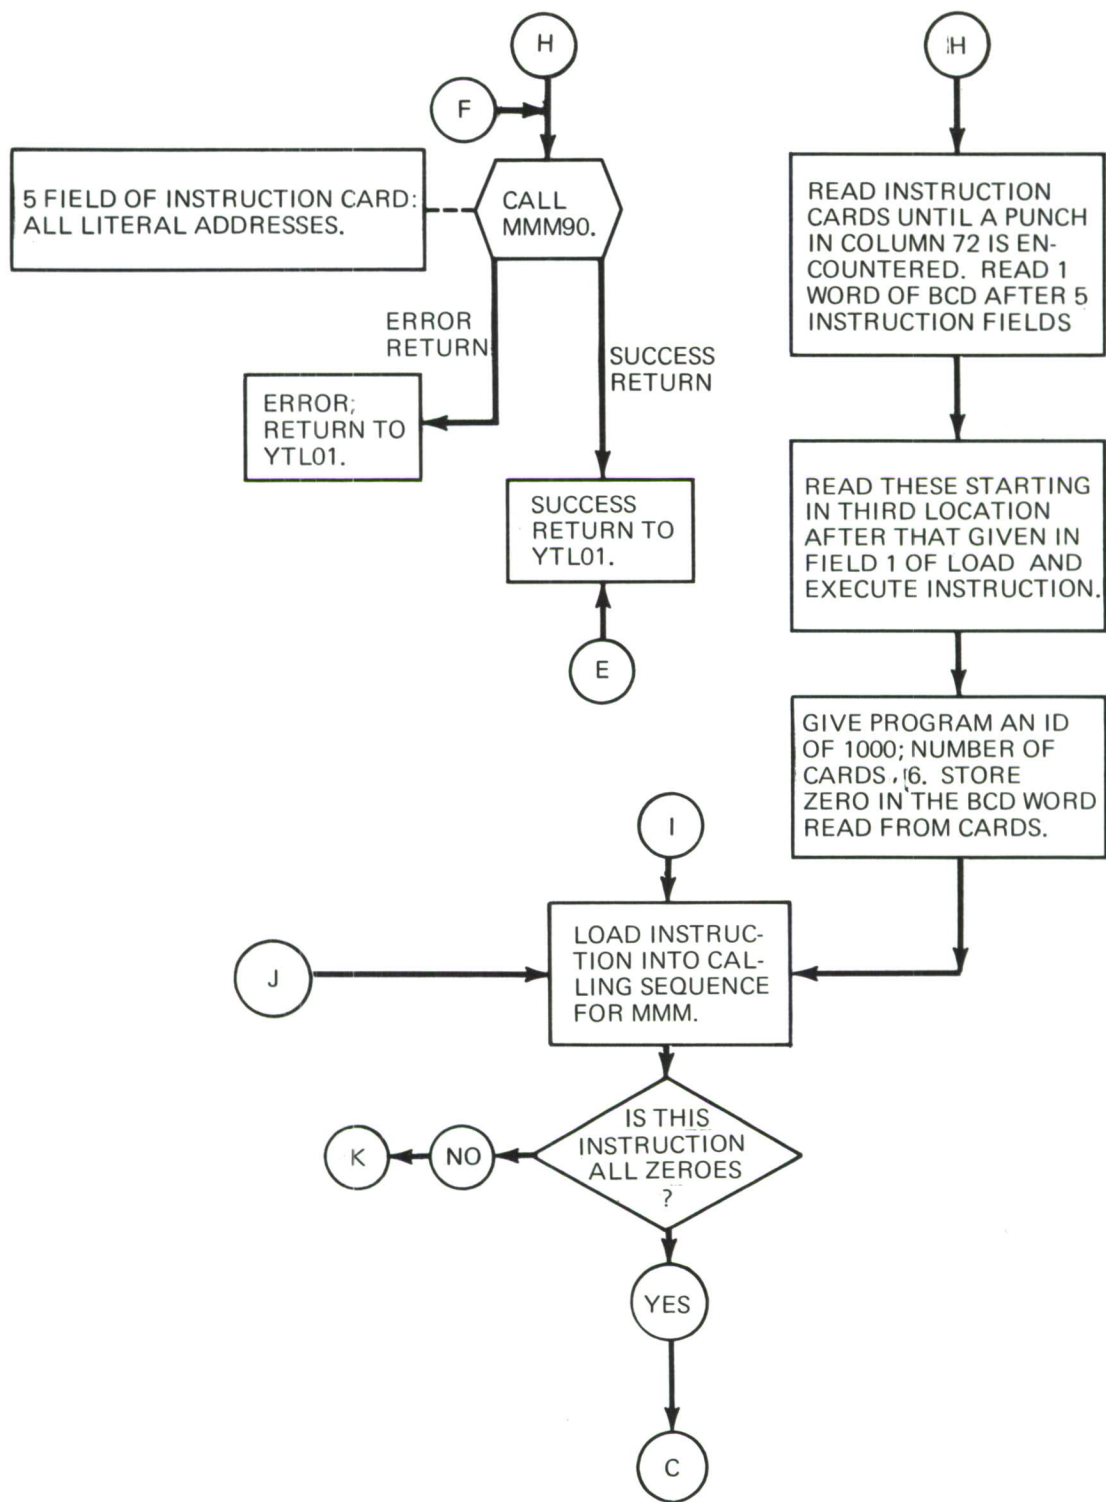 H
F
5 FIELD OF INSTRUCTION CARD:
ALL LITERAL ADDRESSES.
CALL
MMM90.
ERROR
RETURN
SUCCESS
RETURN
ERROR;
RETURN TO
YTL01.
SUCCESS
RETURN TO
YTL01.
E
H
READ INSTRUCTION
CARDS UNTIL A PUNCH
IN COLUMN 72 IS EN-
COUNTERED. READ 1
WORD OF BCD AFTER 5
INSTRUCTION FIELDS
READ THESE STARTING
IN THIRD LOCATION
AFTER THAT GIVEN IN
FIELD 1 OF LOAD AND
EXECUTE INSTRUCTION.
GIVE PROGRAM AN ID
OF 1000; NUMBER OF
CARDS 6. STORE
ZERO IN THE BCD WORD
READ FROM CARDS.
I
J
LOAD INSTRUC-
TION INTO CAL-
LING SEQUENCE
FOR MMM.
IS THIS
INSTRUCTION
ALL ZEROES
?
K
NO
YES
C